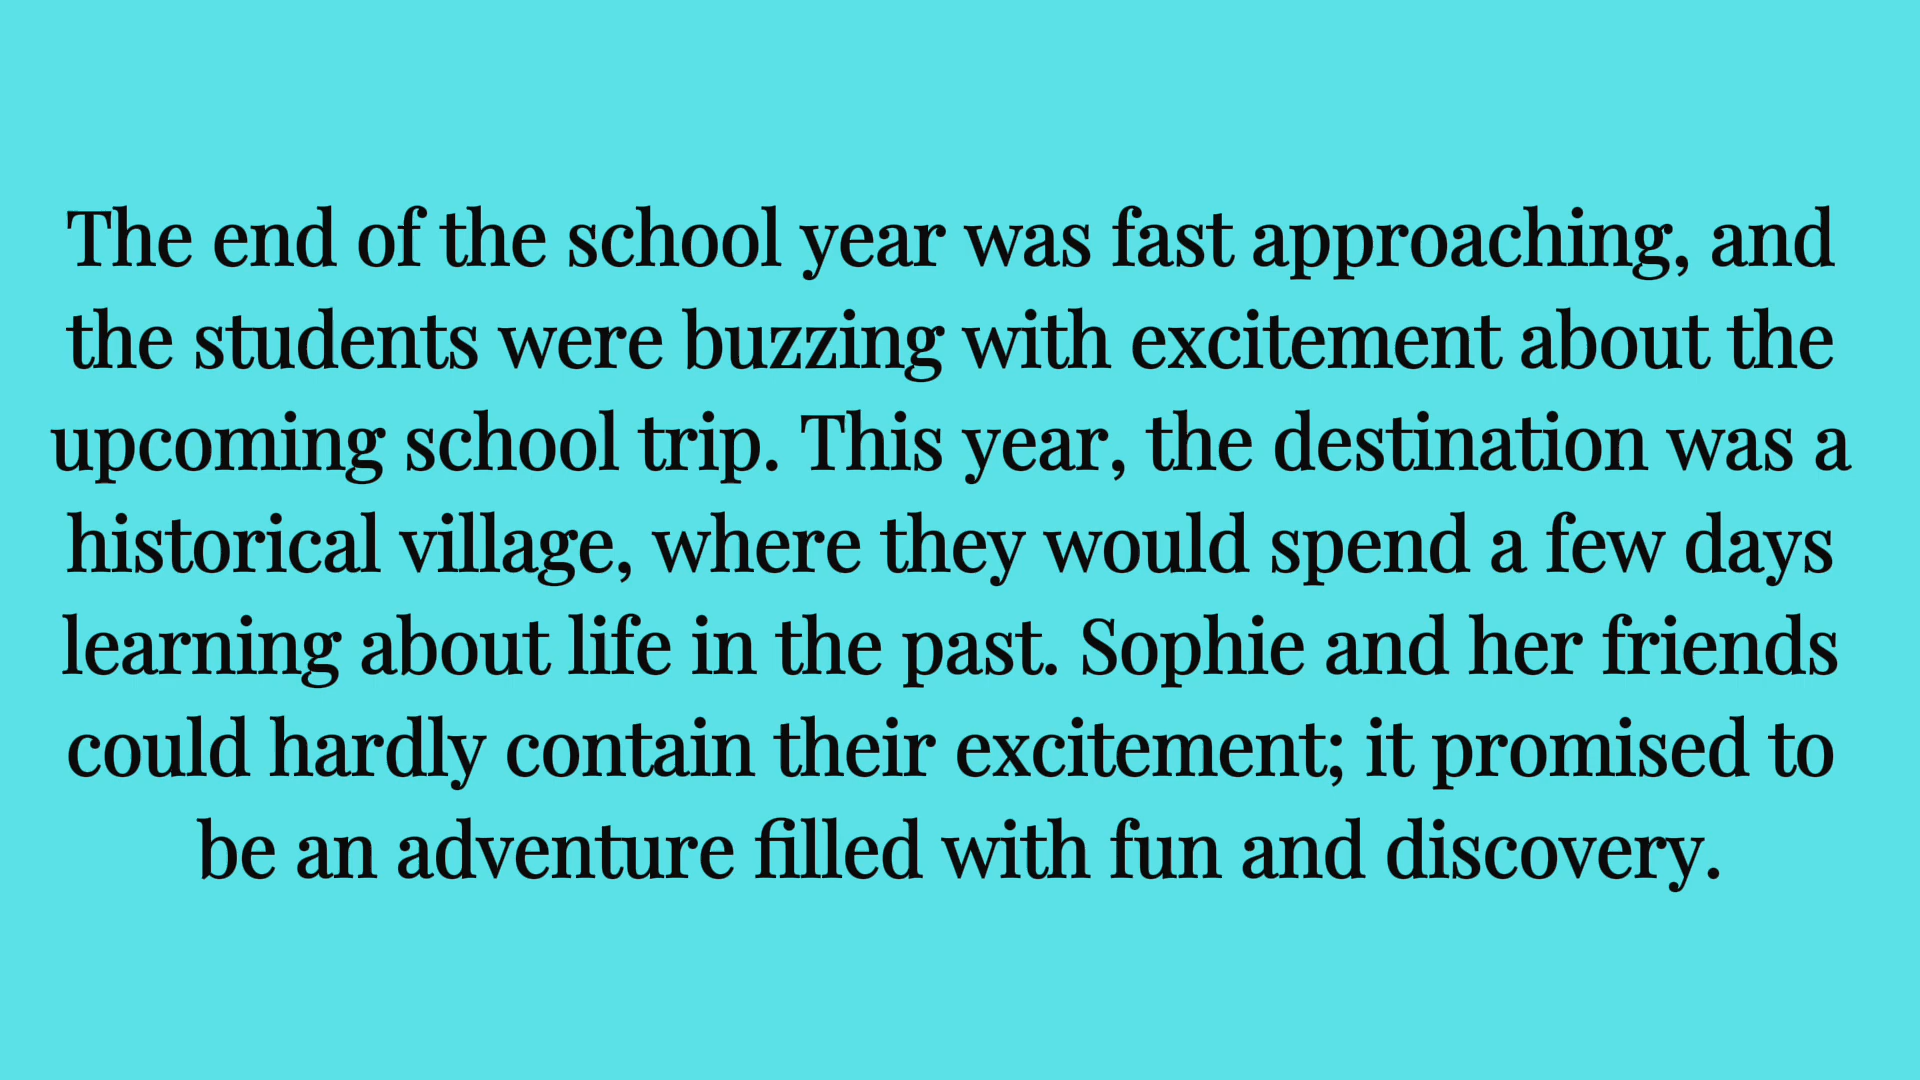 The end of the school year was fast approaching, and
the students were buzzing with excitement about the
upcoming school trip. This year, the destination was a
historical village, where they would spend a few days
learning about life in the past. Sophie and her friends
could hardly contain their excitement; it promised to
be an adventure filled with fun and discovery.